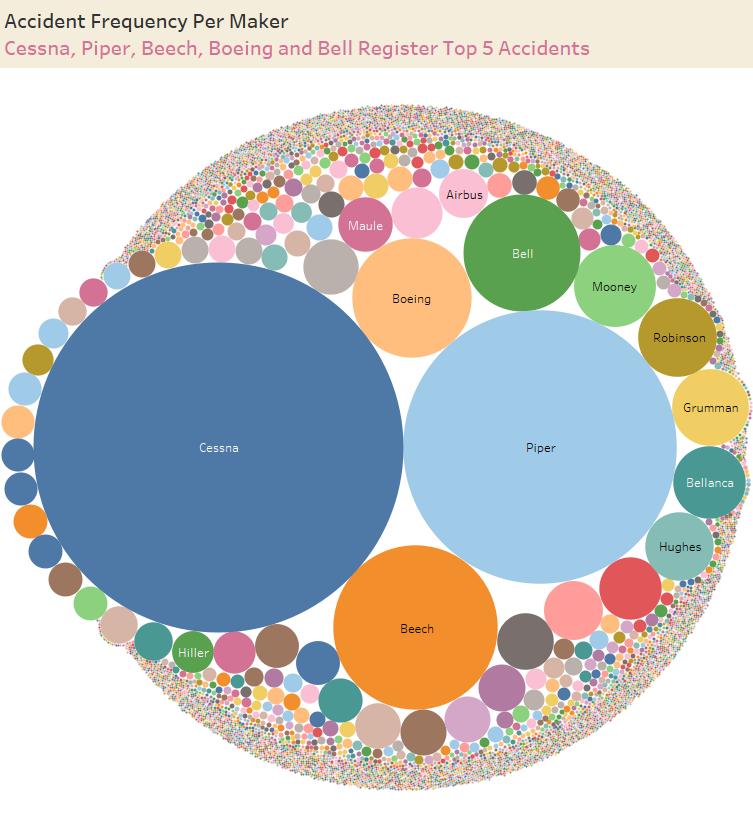 Accident Frequency Per Maker
Cessna, Piper, Beech, Boeing and Bell Register Top 5 Accidents
Airbus
Maule
Bell
Mooney
Boeing
Robinson
Grumman
Cessna
Piper
Bellanca
Hughes
Beech
Hiller